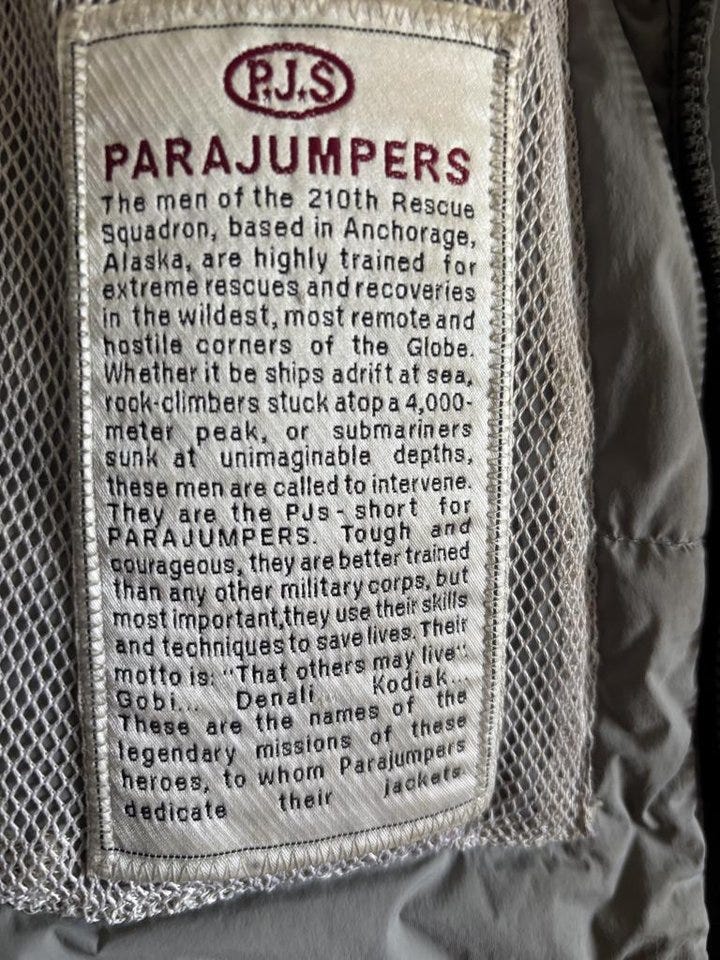 P.J.S
PARAJUMPERS
The men of the 210th Rescue
Squadron, based in Anchorage,
Alaska, are highly trained for
extreme rescues and recoveries
in the wildest, most remote and
hostile corners of the Globe.
Whether it be ships adrift at sea,
rock-climbers stuck atop a 4,000-
meter peak, or submariners
sunk at unimaginable depths,
these men are called to intervene.
They are the PJs - short for
PARAJUMPERS. Tough and
courageous, they are better trained
than any other military corps, but
most important,they use their skills
and techniques to save lives. Their
motto is: "That others may live".
Gobi... Denali Kodiak...
These are the names of the
legendary missions of these
heroes, to whom Parajumpers
dedicate their jackets.